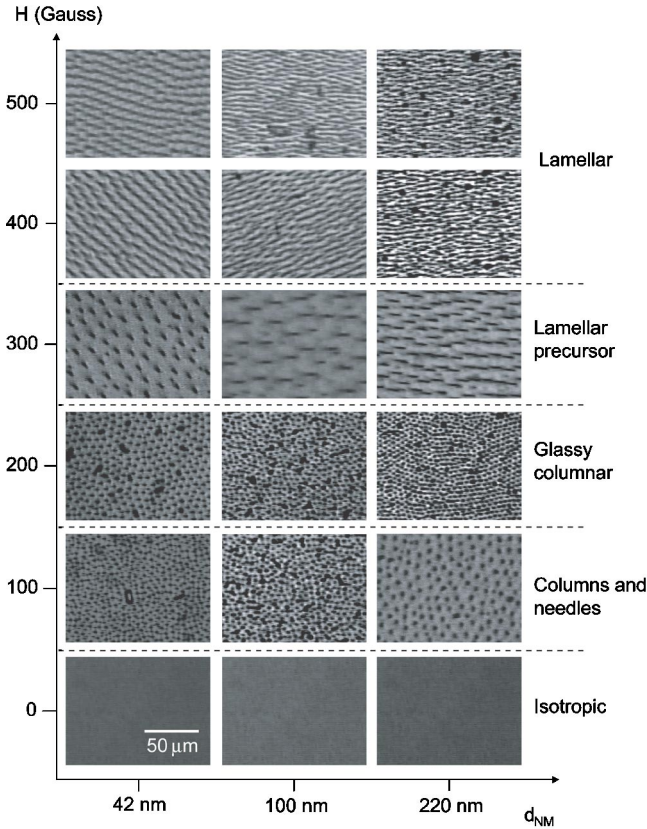 H (Gauss)
500
Lamellar
400
300
Lamellar
precursor
200
Glassy
columnar
100
Columns and
needles
0
Isotropic
50 μm
42 nm
100 nm
220 nm
dNM